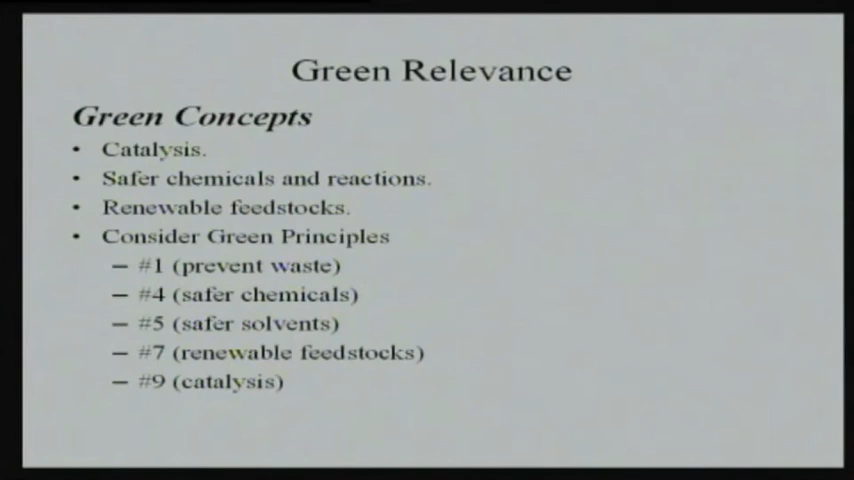 Green Relevance
Green Concepts
• Catalysis.
• Safer chemicals and reactions.
• Renewable feedstocks.
• Consider Green Principles
– #1 (prevent waste)
– #4 (safer chemicals)
– #5 (safer solvents)
– #7 (renewable feedstocks)
– #9 (catalysis)